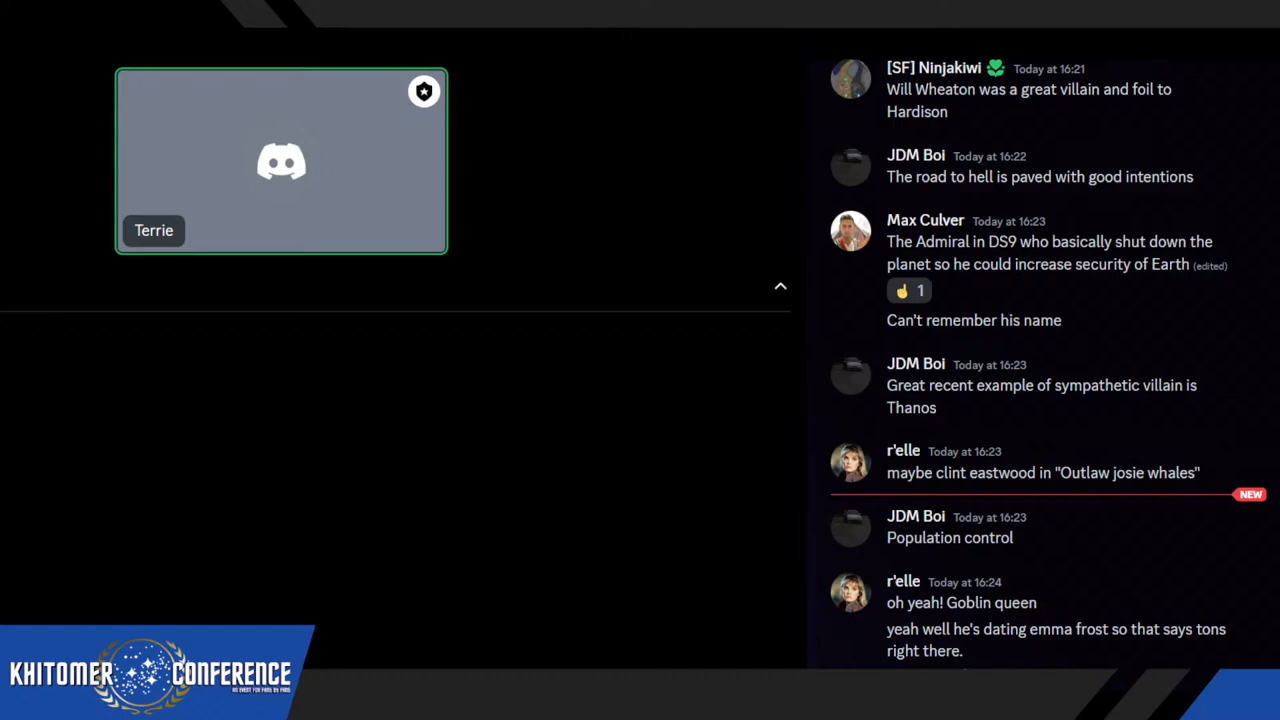 Terrie
[SF] Ninjakiwi Today at 16:21
Will Wheaton was a great villain and foil to
Hardison
JDM Boi Today at 16:22
The road to hell is paved with good intentions
Max Culver Today at 16:23
The Admiral in DS9 who basically shut down the
planet so he could increase security of Earth (edited)
1
Can't remember his name
JDM Boi Today at 16:23
Great recent example of sympathetic villain is
Thanos
r'elle Today at 16:23
maybe clint eastwood in "Outlaw josie whales"
NEW
JDM Boi Today at 16:23
Population control
r'elle Today at 16:24
oh yeah! Goblin queen
yeah well he's dating emma frost so that says tons
right there.
KHITOMER CONFERENCE
AN EVENT FOR FANS BY FANS